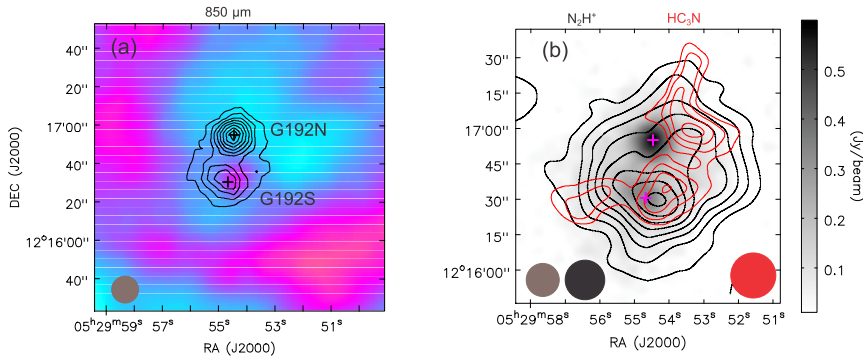 850 µm
(a)
40′′
20′′
17′00′′
40′′
20′′
12°16′00′′
40′′
G192N
G192S
DEC (J2000)
05ʰ29ᵐ59ˢ
57ˢ
55ˢ
53ˢ
51ˢ
RA (J2000)
N₂H⁺
HC₃N
(b)
30′′
15′′
17′00′′
45′′
30′′
15′′
12°16′00′′
05ʰ29ᵐ58ˢ
56ˢ
55ˢ
54ˢ
53ˢ
52ˢ
51ˢ
RA (J2000)
0.5
0.4
0.3
0.2
0.1
(Jy/beam)